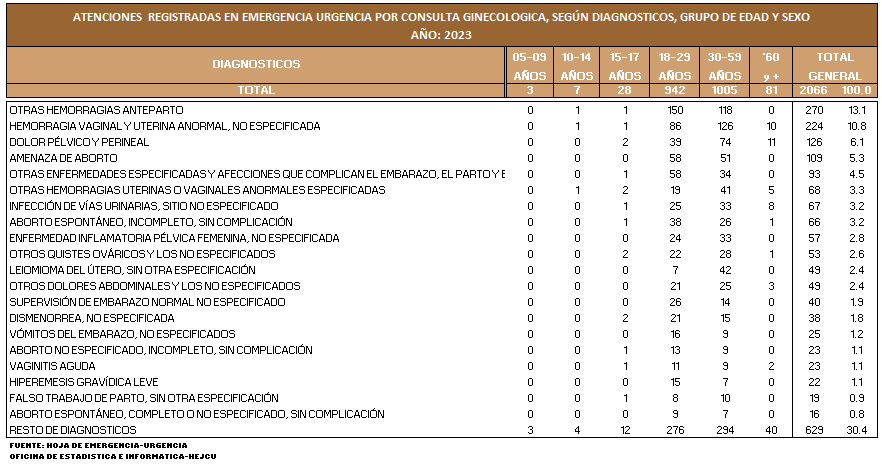 ATENCIONES REGISTRADAS EN EMERGENCIA URGENCIA POR CONSULTA GINECOLOGICA, SEGÚN DIAGNOSTICOS, GRUPO DE EDAD Y SEXO
AÑO: 2023
DIAGNOSTICOS 05-09 AÑOS 10-14 AÑOS 15-17 AÑOS 18-29 AÑOS 30-59 AÑOS '60 y + TOTAL GENERAL
TOTAL 3 7 28 942 1005 81 2066 100.0
OTRAS HEMORRAGIAS ANTEPARTO 0 1 1 150 118 0 270 13.1
HEMORRAGIA VAGINAL Y UTERINA ANORMAL, NO ESPECIFICADA 0 1 1 86 126 10 224 10.8
DOLOR PÉLVICO Y PERINEAL 0 0 2 39 74 11 126 6.1
AMENAZA DE ABORTO 0 0 0 58 51 0 109 5.3
OTRAS ENFERMEDADES ESPECIFICADAS Y AFECCIONES QUE COMPLICAN EL EMBARAZO, EL PARTO Y E 0 0 1 58 34 0 93 4.5
OTRAS HEMORRAGIAS UTERINAS O VAGINALES ANORMALES ESPECIFICADAS 0 1 2 19 41 5 68 3.3
INFECCIÓN DE VÍAS URINARIAS, SITIO NO ESPECIFICADO 0 0 1 25 33 8 67 3.2
ABORTO ESPONTÁNEO, INCOMPLETO, SIN COMPLICACIÓN 0 0 1 38 26 1 66 3.2
ENFERMEDAD INFLAMATORIA PÉLVICA FEMENINA, NO ESPECIFICADA 0 0 0 24 33 0 57 2.8
OTROS QUISTES OVÁRICOS Y LOS NO ESPECIFICADOS 0 0 2 22 28 1 53 2.6
LEIOMIOMA DEL ÚTERO, SIN OTRA ESPECIFICACIÓN 0 0 0 7 42 0 49 2.4
OTROS DOLORES ABDOMINALES Y LOS NO ESPECIFICADOS 0 0 0 21 25 3 49 2.4
SUPERVISIÓN DE EMBARAZO NORMAL NO ESPECIFICADO 0 0 0 26 14 0 40 1.9
DISMENORREA, NO ESPECIFICADA 0 0 2 21 15 0 38 1.8
VÓMITOS DEL EMBARAZO, NO ESPECIFICADOS 0 0 0 16 9 0 25 1.2
ABORTO NO ESPECIFICADO, INCOMPLETO, SIN COMPLICACIÓN 0 0 1 13 9 0 23 1.1
VAGINITIS AGUDA 0 0 1 11 9 2 23 1.1
HIPEREMESIS GRAVÍDICA LEVE 0 0 0 15 7 0 22 1.1
FALSO TRABAJO DE PARTO, SIN OTRA ESPECIFICACIÓN 0 0 1 8 10 0 19 0.9
ABORTO ESPONTÁNEO, COMPLETO O NO ESPECIFICADO, SIN COMPLICACIÓN 0 0 0 9 7 0 16 0.8
RESTO DE DIAGNOSTICOS 3 4 12 276 294 40 629 30.4
FUENTE: HOJA DE EMERGENCIA-URGENCIA
OFICINA DE ESTADISTICA E INFORMATICA-HEJCU